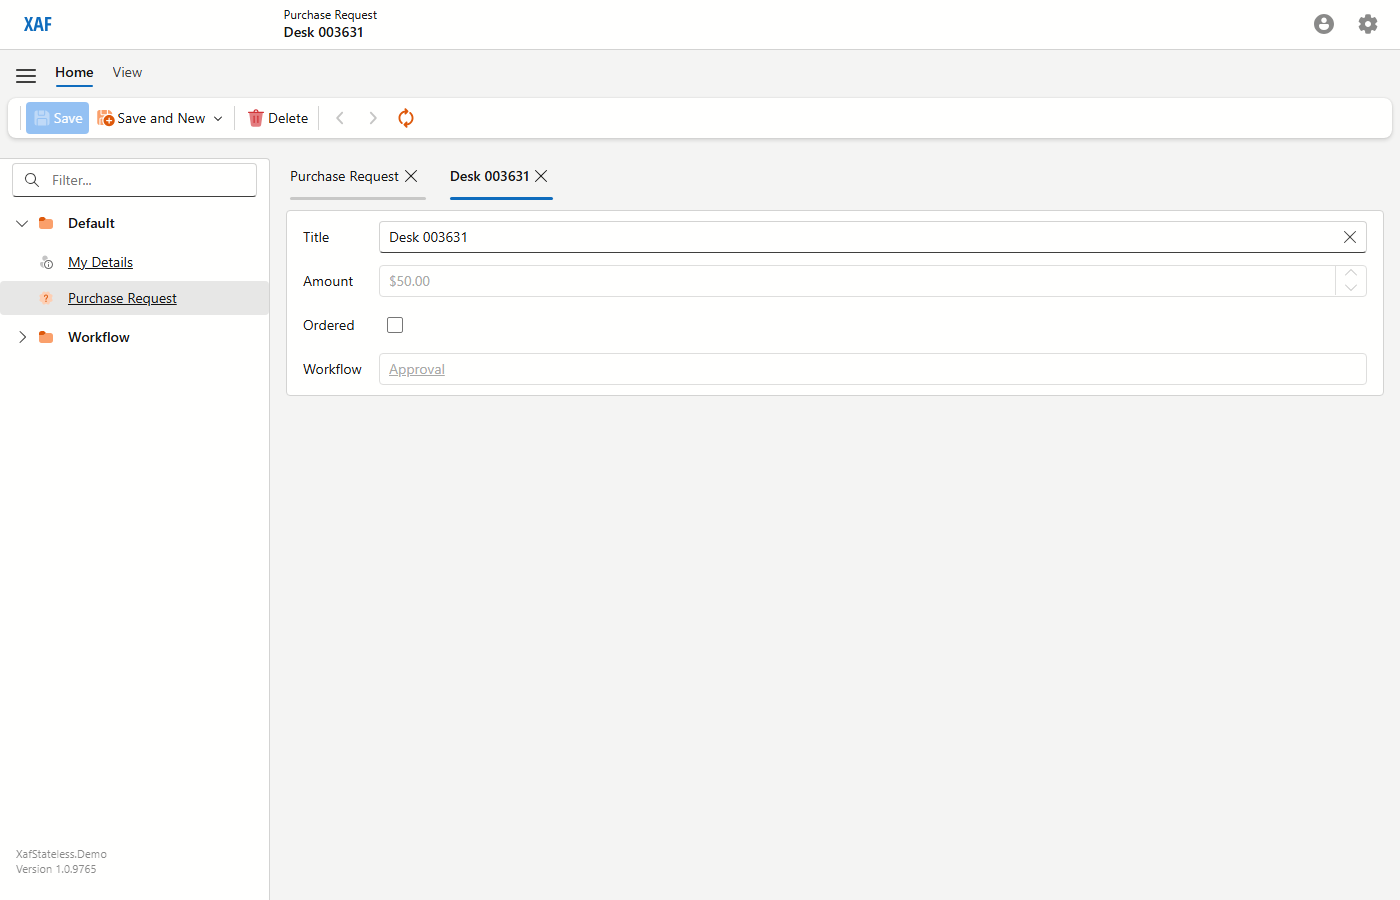 XAF
Purchase Request
Desk 003631
Home View
Save Save and New Delete
Filter...
Default
My Details
Purchase Request
Workflow
Purchase Request Desk 003631
Title Desk 003631
Amount $50.00
Ordered
Workflow Approval
XafStateless.Demo
Version 1.0.9765